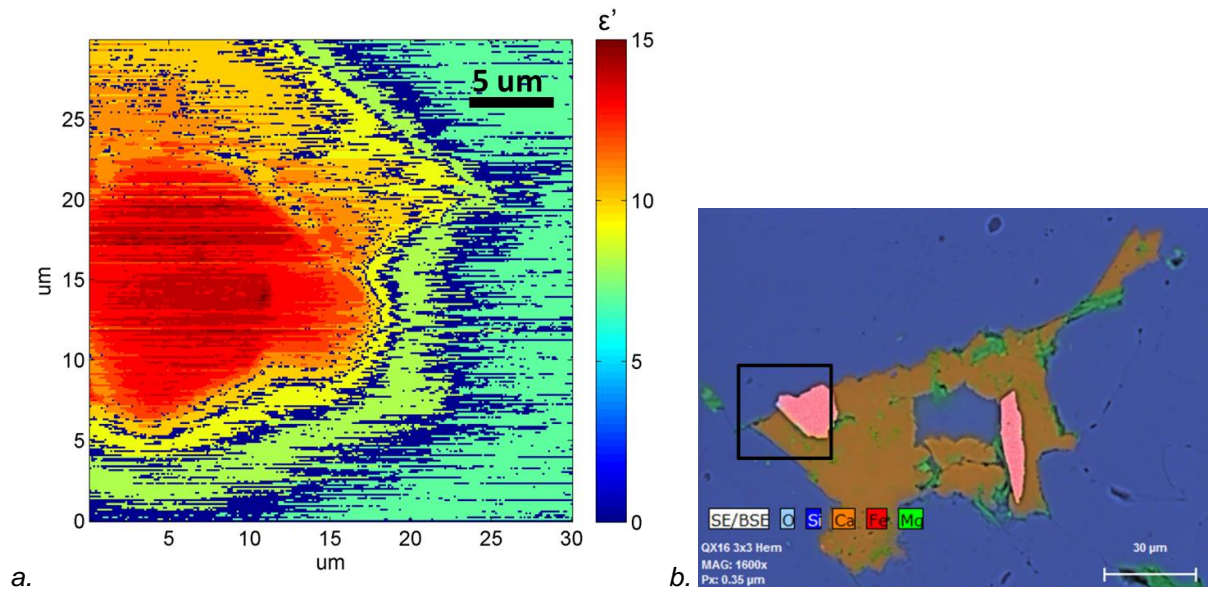 ε’
15
10
5
0
5 um
25
20
15
10
5
0
um
5 10 15 20 25 30
um
a.
SE/BSE O Si Ca Fe Mg
QX16 3x3 Hem
MAG: 1600x
Px: 0.35 µm
30 µm
b.